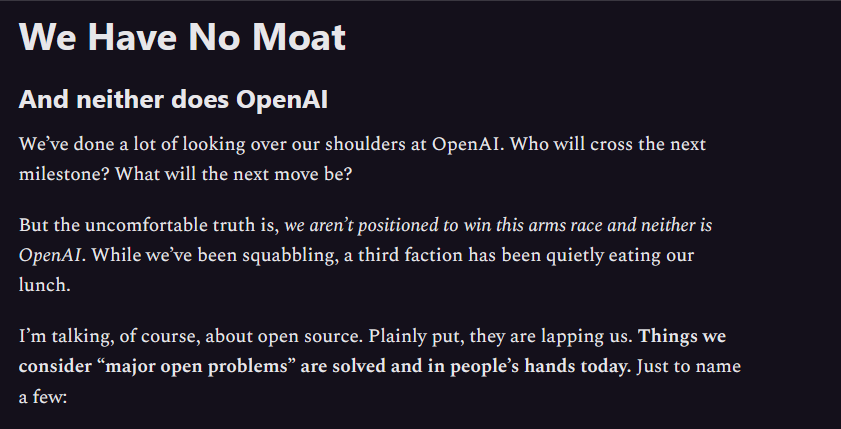 We Have No Moat
And neither does OpenAI
We’ve done a lot of looking over our shoulders at OpenAI. Who will cross the next
milestone? What will the next move be?
But the uncomfortable truth is, we aren’t positioned to win this arms race and neither is
OpenAI. While we’ve been squabbling, a third faction has been quietly eating our
lunch.
I’m talking, of course, about open source. Plainly put, they are lapping us. Things we
consider “major open problems” are solved and in people’s hands today. Just to name
a few: